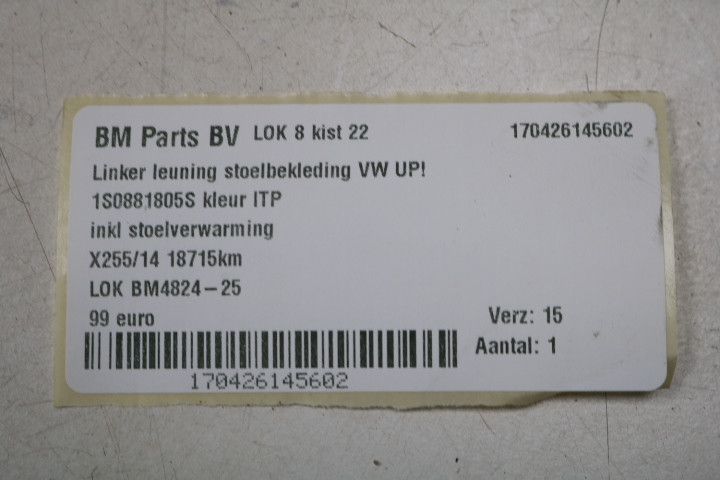 BM Parts BV LOK 8 kist 22 170426145602
Linker leuning stoelbekleding VW UP!
1S0881805S kleur ITP
inkl stoelverwarming
X255/14 18715km
LOK BM4824-25
99 euro Verz: 15
Aantal: 1
170426145602